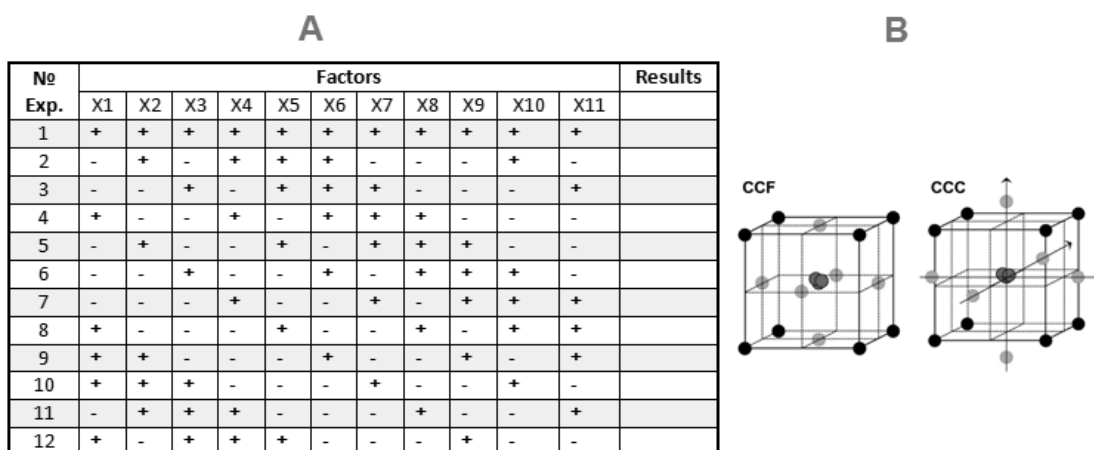 A
B
№ Factors Results
Exp. X1 X2 X3 X4 X5 X6 X7 X8 X9 X10 X11
1 + + + + + + + + + + +
2 - + - + + + - - - + -
3 - - + - + + + - - - +
4 + - - + - + + + - - -
5 - + - - + - + + + - -
6 - - + - - + - + + + -
7 - - - + - - + - + + +
8 + - - - + - - + - + +
9 + + - - - + - - + - +
10 + + + - - - + - - + -
11 - + + + - - - + - - +
12 + - + + + - - - + - -
CCF CCC